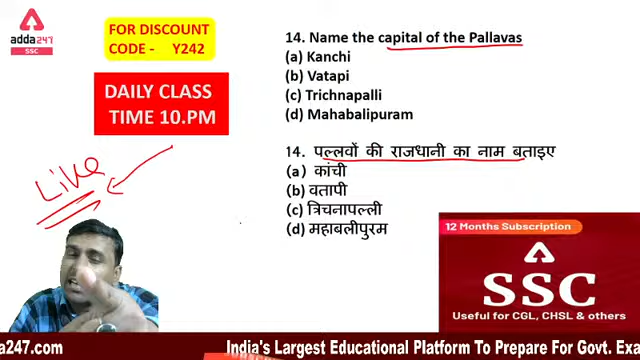 adda247
SSC
FOR DISCOUNT
CODE - Y242
DAILY CLASS
TIME 10.PM
Like
14. Name the capital of the Pallavas
(a) Kanchi
(b) Vatapi
(c) Trichnapalli
(d) Mahabalipuram
14. पल्लवों की राजधानी का नाम बताइए
(a) कांची
(b) वतापी
(c) त्रिचनापल्ली
(d) महाबलीपुरम
12 Months Subscription
SSC
Useful for CGL, CHSL & others
a247.com
India's Largest Educational Platform To Prepare For Govt. Exa